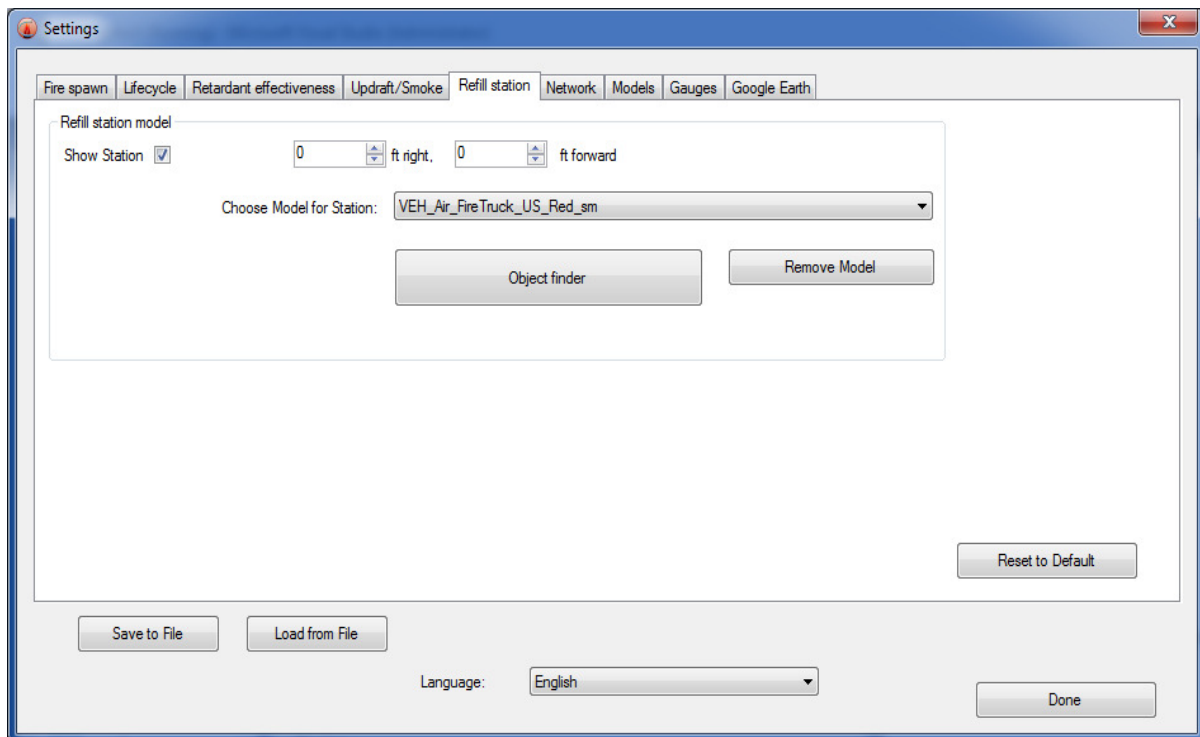 Settings
Fire spawn Lifecycle Retardant effectiveness Updraft/Smoke Refill station Network Models Gauges Google Earth
Refill station model
Show Station 0 ft right, 0 ft forward
Choose Model for Station: VEH_Air_FireTruck_US_Red_sm
Object finder Remove Model
Reset to Default
Save to File Load from File
Language: English
Done